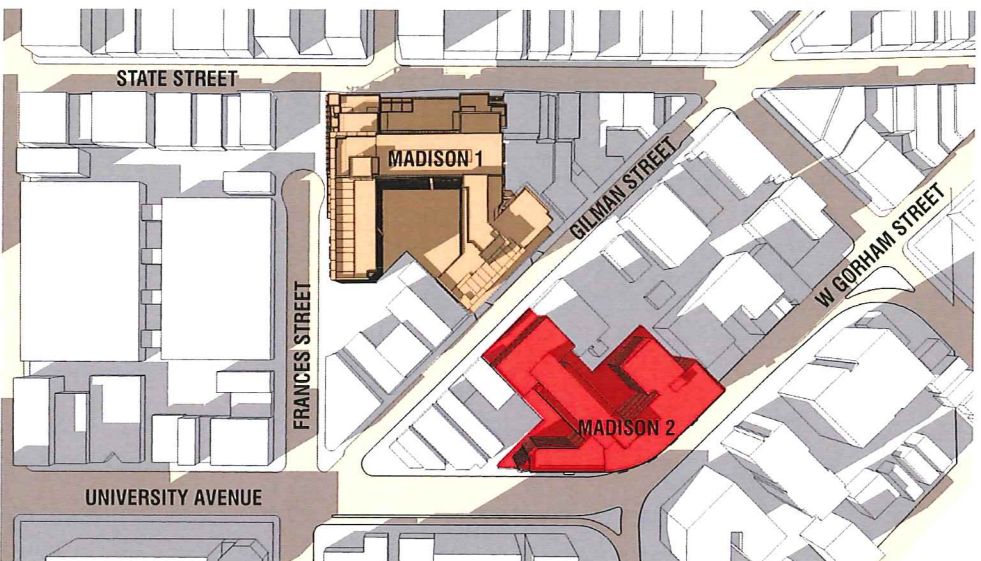 STATE STREET
MADISON 1
GILMAN STREET
W GORHAM STREET
FRANCES STREET
MADISON 2
UNIVERSITY AVENUE